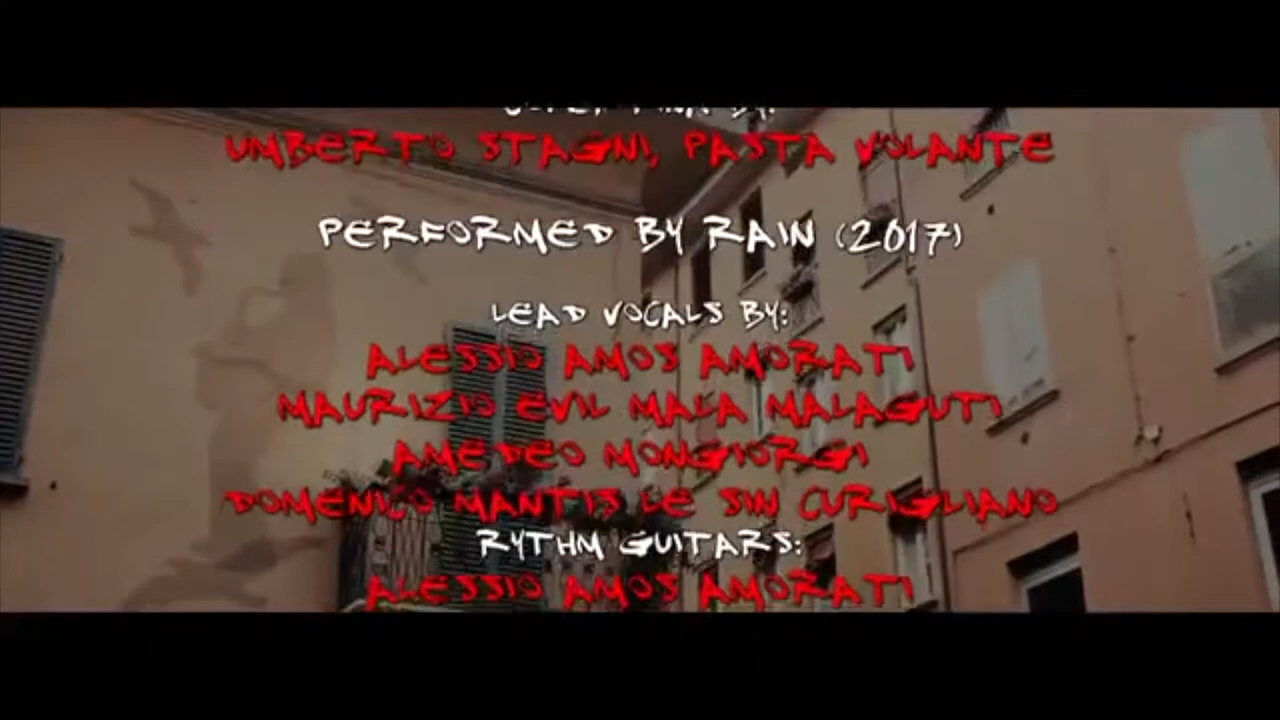 UMBERTO STAGNI, PASTA VOLANTE
PERFORMED BY RAIN (2017)
LEAD VOCALS BY:
ALESSIO AMOS AMORATI
MAURIZIO EVIL MALA MALAGUTI
AMEDEO MONGIORGI
DOMENICO MANTIS LE SIN CURIGLIANO
RYTHM GUITARS:
ALESSIO AMOS AMORATI